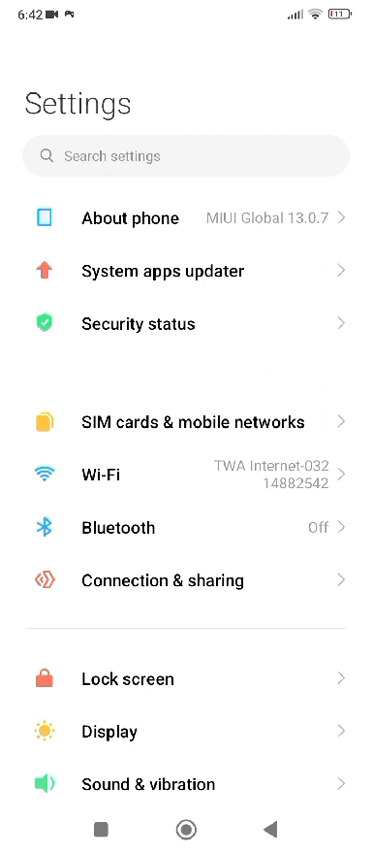 6:42
11
Settings
Search settings
About phone MIUI Global 13.0.7
System apps updater
Security status
SIM cards & mobile networks
Wi-Fi TWA Internet-032
14882542
Bluetooth Off
Connection & sharing
Lock screen
Display
Sound & vibration